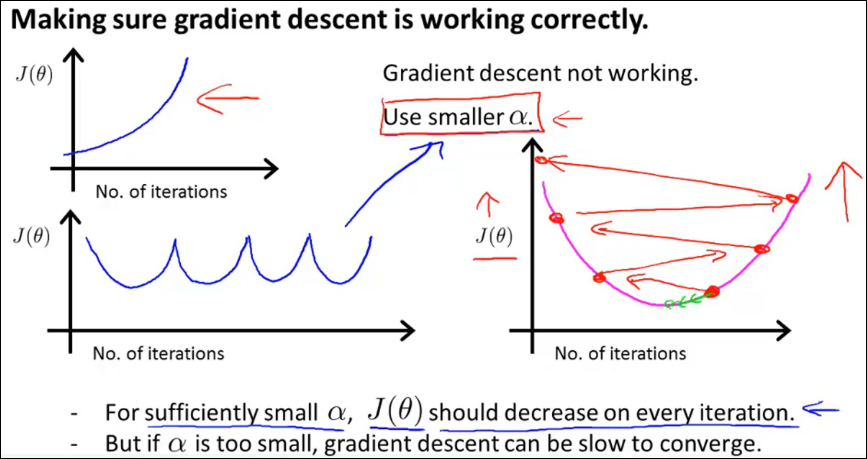 Making sure gradient descent is working correctly.
J(θ)
No. of iterations
Gradient descent not working.
Use smaller α.
J(θ)
No. of iterations
J(θ)
No. of iterations
- For sufficiently small α, J(θ) should decrease on every iteration.
- But if α is too small, gradient descent can be slow to converge.